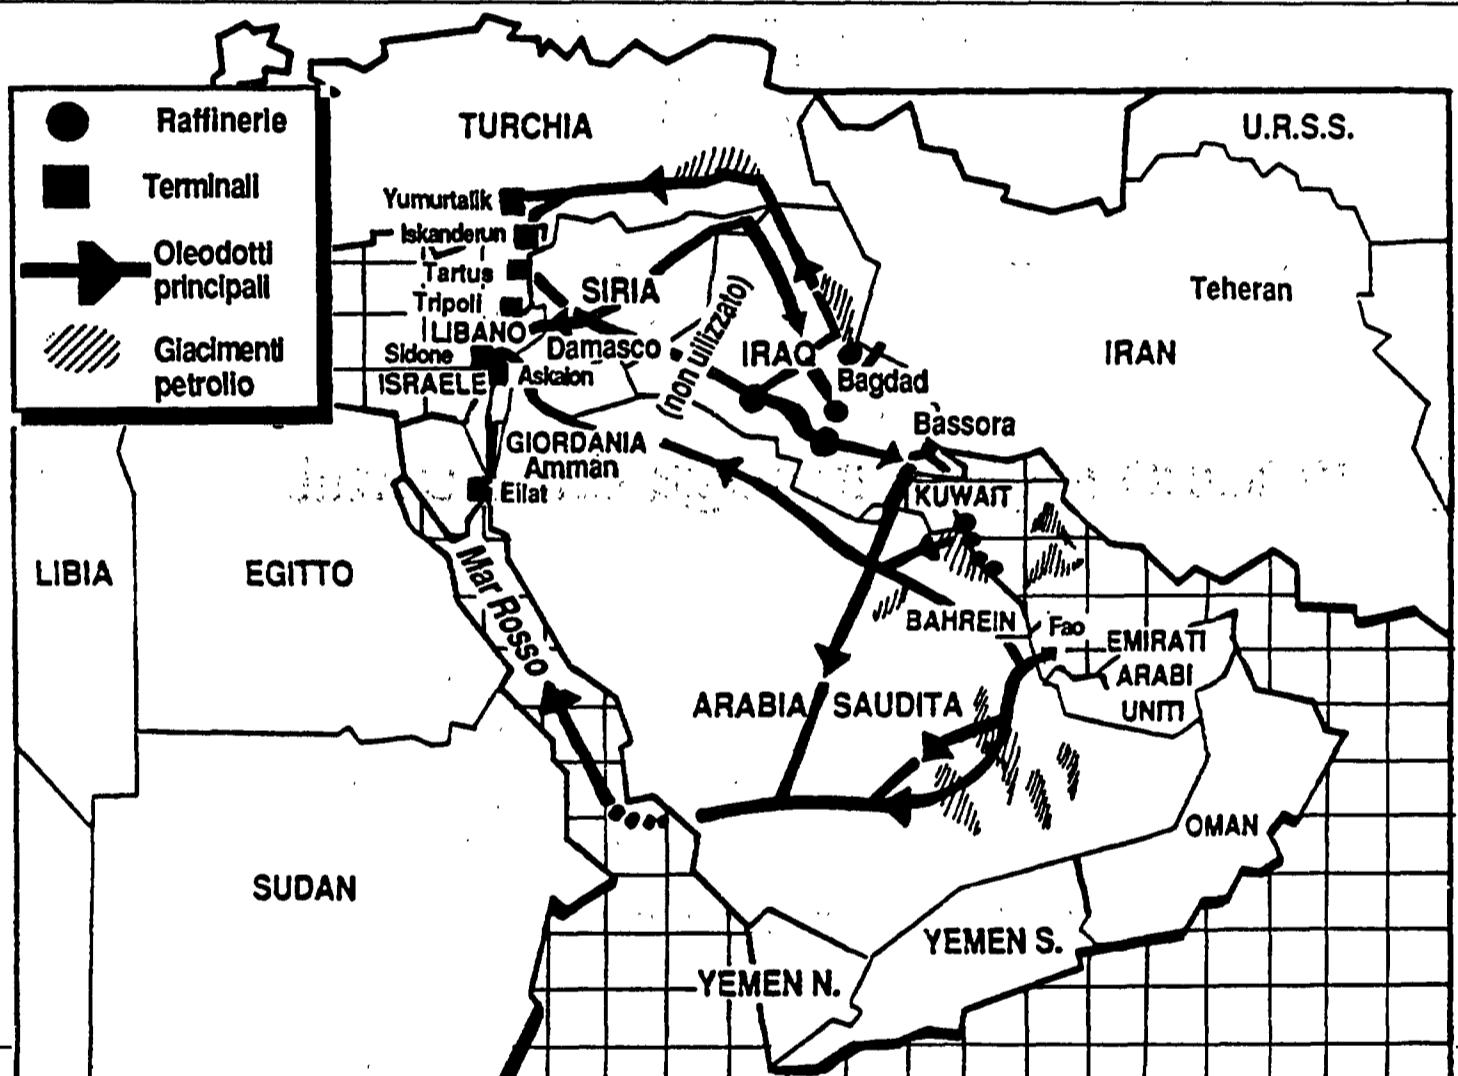 Raffinerie
Terminali
Oleodotti
principali
Giacimenti
petrolio
TURCHIA
U.R.S.S.
Yumurtalik
Iskanderun
Tartus
Tripoli
LIBANO
Sidone
ISRAELE
SIRIA
Damasco
Askalon
(non utilizzato)
IRAQ
Bagdad
Teheran
IRAN
Bassora
GIORDANIA
Amman
Eilat
KUWAIT
LIBIA
EGITTO
Mar Rosso
BAHREIN
Fao
EMIRATI
ARABI
UNITI
ARABIA SAUDITA
OMAN
SUDAN
YEMEN S.
YEMEN N.